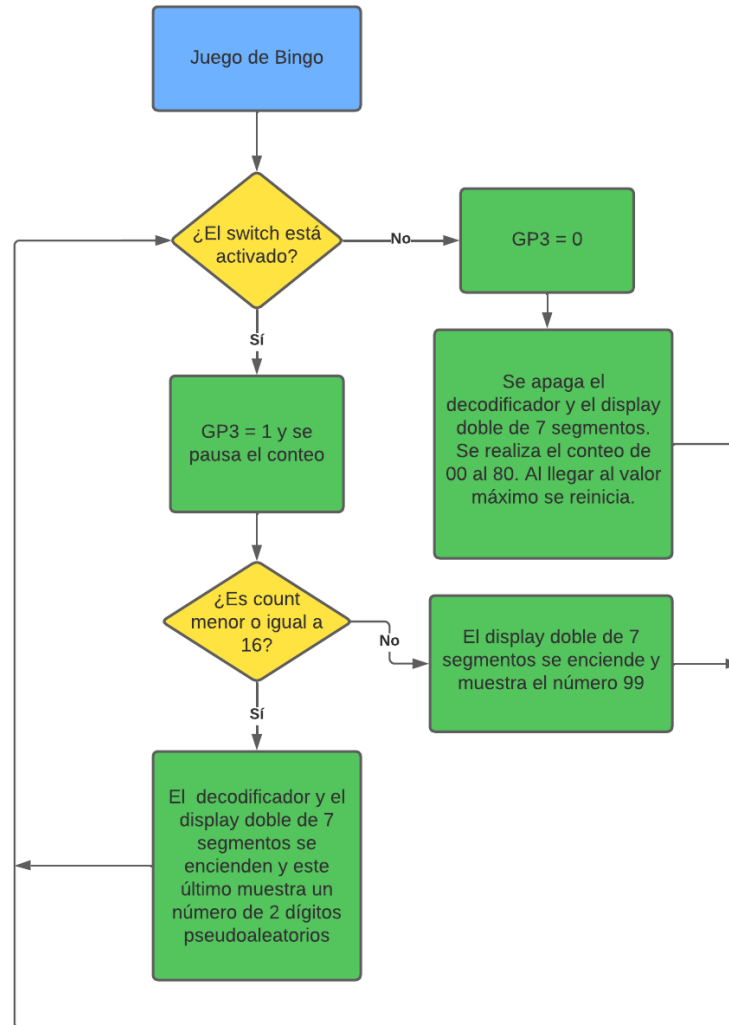 Juego de Bingo
¿El switch está
activado?
No
GP3 = 0
Sí
Se apaga el
decodificador y el display
doble de 7 segmentos.
Se realiza el conteo de
00 al 80. Al llegar al valor
máximo se reinicia.
GP3 = 1 y se
pausa el conteo
¿Es count
menor o igual a
16?
No
El display doble de 7
segmentos se enciende y
muestra el número 99
Sí
El decodificador y el
display doble de 7
segmentos se
encienden y este
último muestra un
número de 2 dígitos
pseudoaleatorios